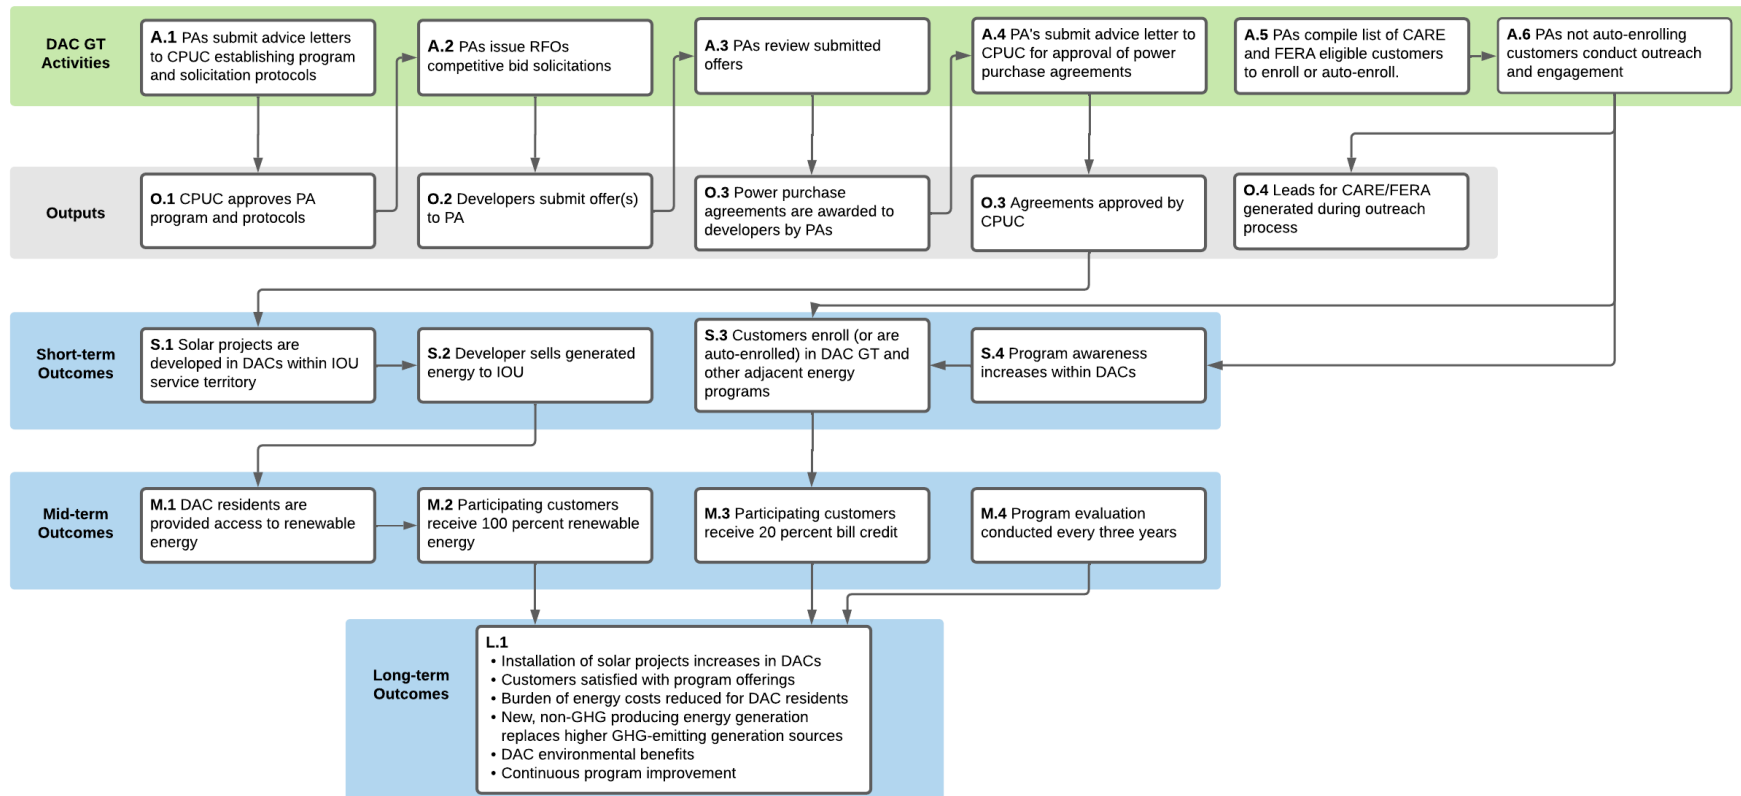 DAC GT
Activities
A.1 PAs submit advice letters
to CPUC establishing program
and solicitation protocols
A.2 PAs issue RFOs
competitive bid solicitations
A.3 PAs review submitted
offers
A.4 PA's submit advice letter to
CPUC for approval of power
purchase agreements
A.5 PAs compile list of CARE
and FERA eligible customers
to enroll or auto-enroll.
A.6 PAs not auto-enrolling
customers conduct outreach
and engagement
Outputs
O.1 CPUC approves PA
program and protocols
O.2 Developers submit offer(s)
to PA
O.3 Power purchase
agreements are awarded to
developers by PAs
O.3 Agreements approved by
CPUC
O.4 Leads for CARE/FERA
generated during outreach
process
Short-term
Outcomes
S.1 Solar projects are
developed in DACs within IOU
service territory
S.2 Developer sells generated
energy to IOU
S.3 Customers enroll (or are
auto-enrolled) in DAC GT and
other adjacent energy
programs
S.4 Program awareness
increases within DACs
Mid-term
Outcomes
M.1 DAC residents are
provided access to renewable
energy
M.2 Participating customers
receive 100 percent renewable
energy
M.3 Participating customers
receive 20 percent bill credit
M.4 Program evaluation
conducted every three years
Long-term
Outcomes
L.1
• Installation of solar projects increases in DACs
• Customers satisfied with program offerings
• Burden of energy costs reduced for DAC residents
• New, non-GHG producing energy generation
replaces higher GHG-emitting generation sources
• DAC environmental benefits
• Continuous program improvement